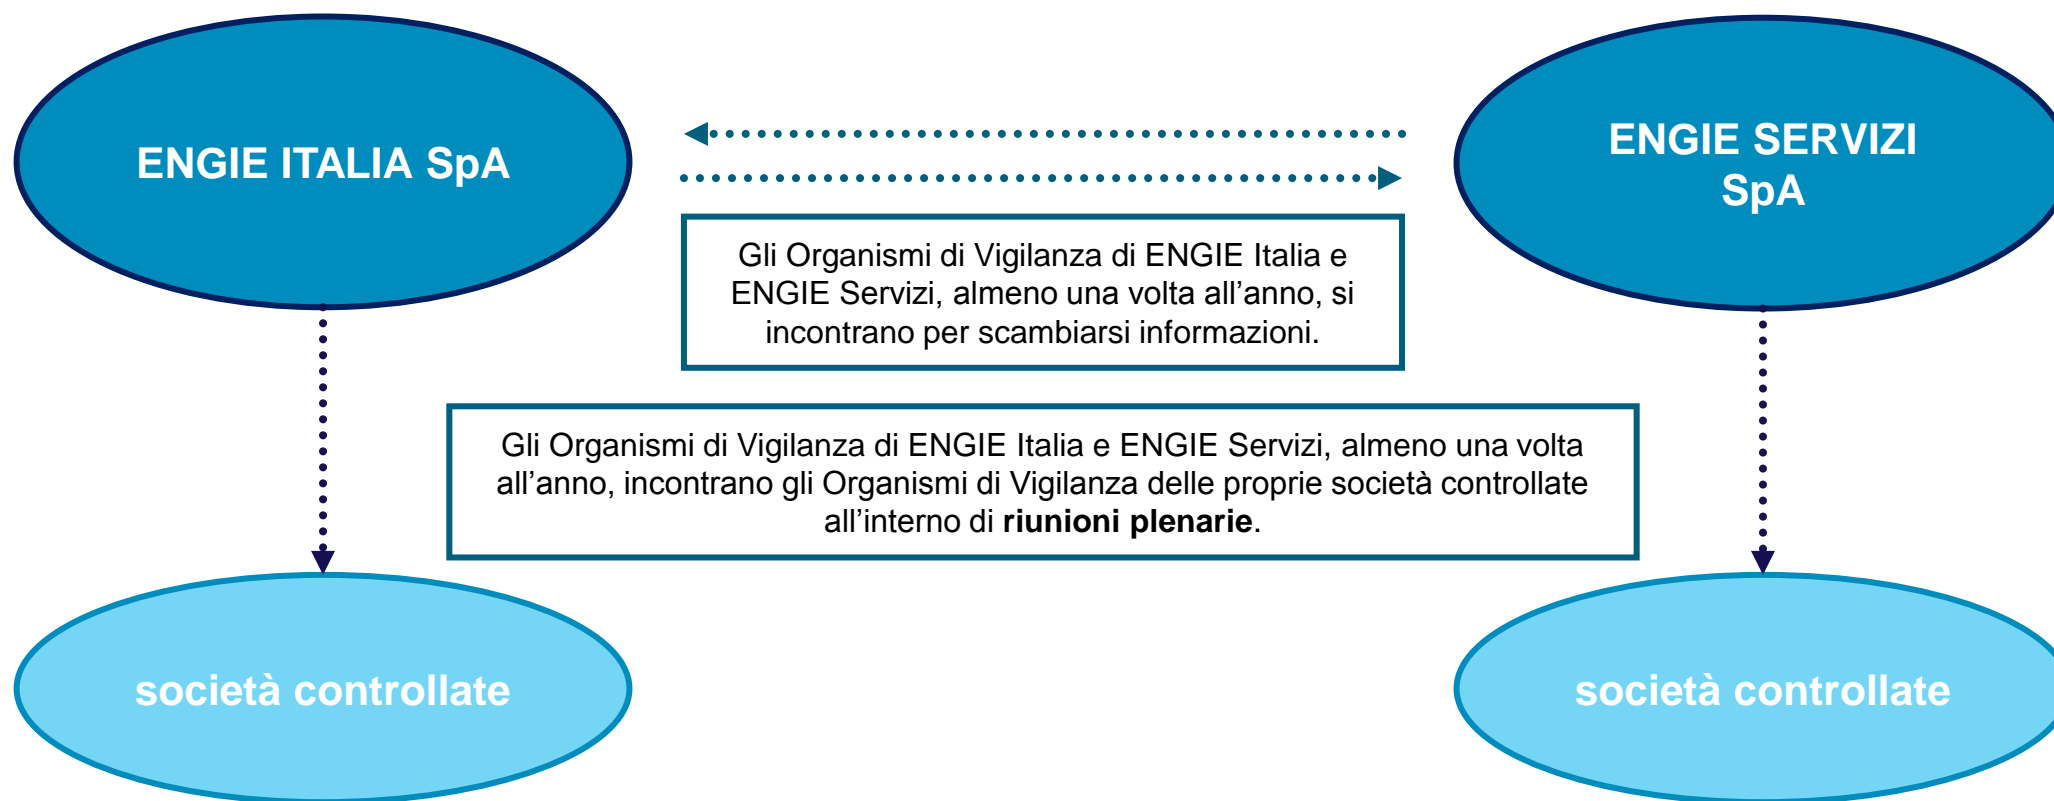 ENGIE ITALIA SpA
ENGIE SERVIZI
SpA
Gli Organismi di Vigilanza di ENGIE Italia e
ENGIE Servizi, almeno una volta all’anno, si
incontrano per scambiarsi informazioni.
Gli Organismi di Vigilanza di ENGIE Italia e ENGIE Servizi, almeno una volta
all’anno, incontrano gli Organismi di Vigilanza delle proprie società controllate
all’interno di riunioni plenarie.
società controllate
società controllate